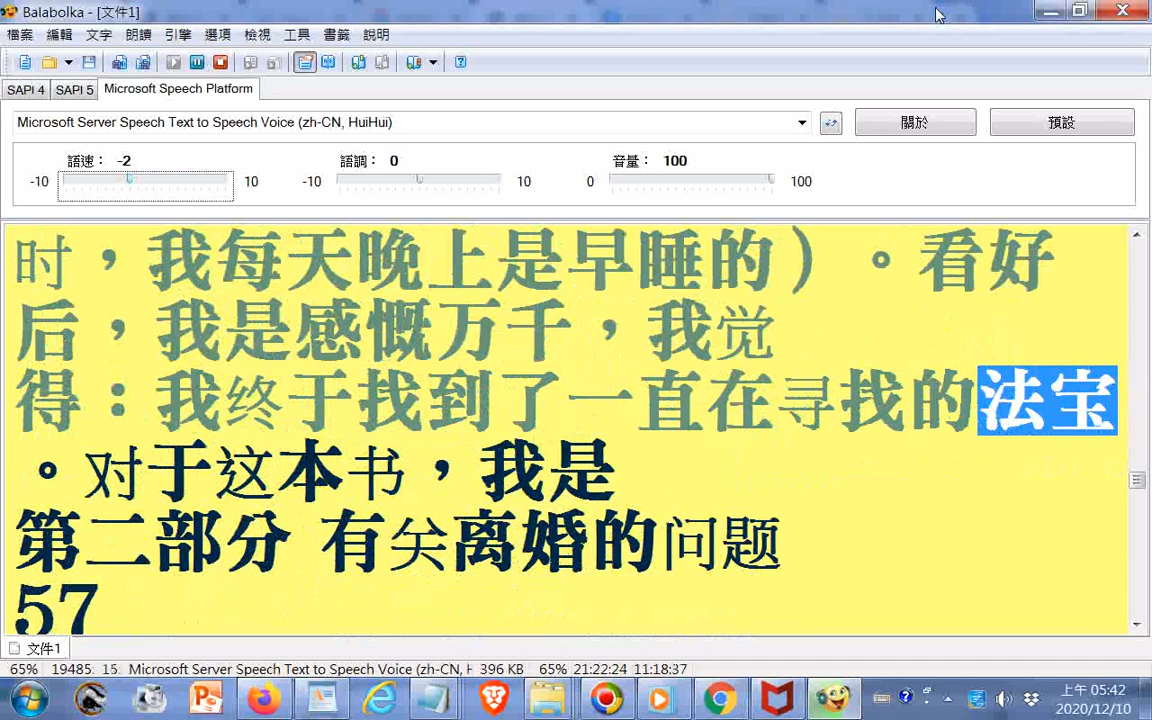 Balabolka - [文件1]
檔案 編輯 文字 朗讀 引擎 選項 檢視 工具 書籤 說明
SAPI 4 SAPI 5 Microsoft Speech Platform
Microsoft Server Speech Text to Speech Voice (zh-CN, HuiHui) 關於 預設
語速： -2 語調： 0 音量： 100
-10 10 -10 10 0 100
时，我每天晚上是早睡的）。看好
后，我是感慨万千，我觉
得：我终于找到了一直在寻找的法宝
。对于这本书，我是
第二部分 有关离婚的问题
57
文件1
65% 19485: 15. Microsoft Server Speech Text to Speech Voice (zh-CN, H 396 KB 65% 21:22:24 11:18:37
上午 05:42
2020/12/10